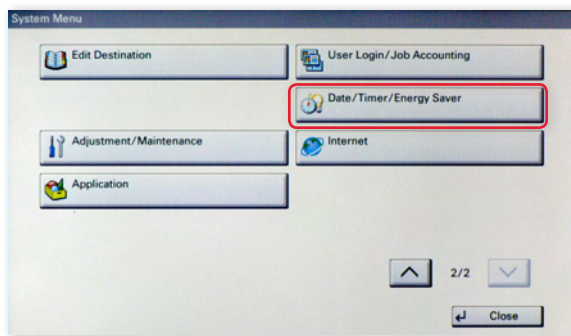 System Menu
Edit Destination
User Login/Job Accounting
Date/Timer/Energy Saver
Adjustment/Maintenance
Internet
Application
2/2
Close